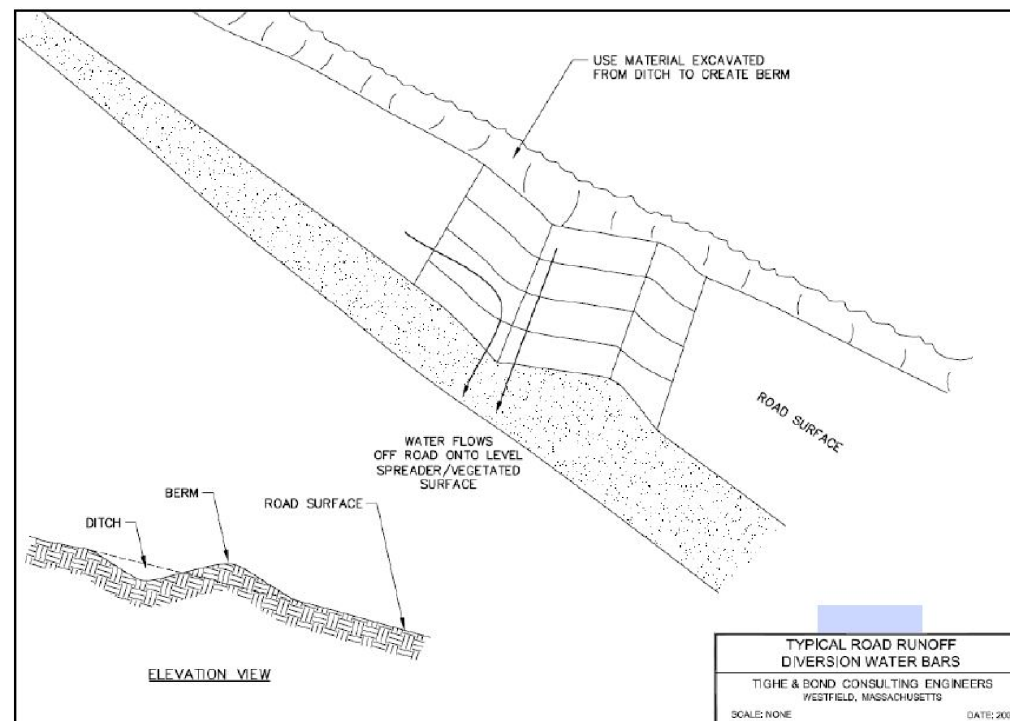 USE MATERIAL EXCAVATED
FROM DITCH TO CREATE BERM
ROAD SURFACE
WATER FLOWS
OFF ROAD ONTO LEVEL
SPREADER/VEGETATED
SURFACE
BERM
ROAD SURFACE
DITCH
ELEVATION VIEW
TYPICAL ROAD RUNOFF
DIVERSION WATER BARS
TIGHE & BOND CONSULTING ENGINEERS
WESTFIELD, MASSACHUSETTS
SCALE: NONE
DATE: